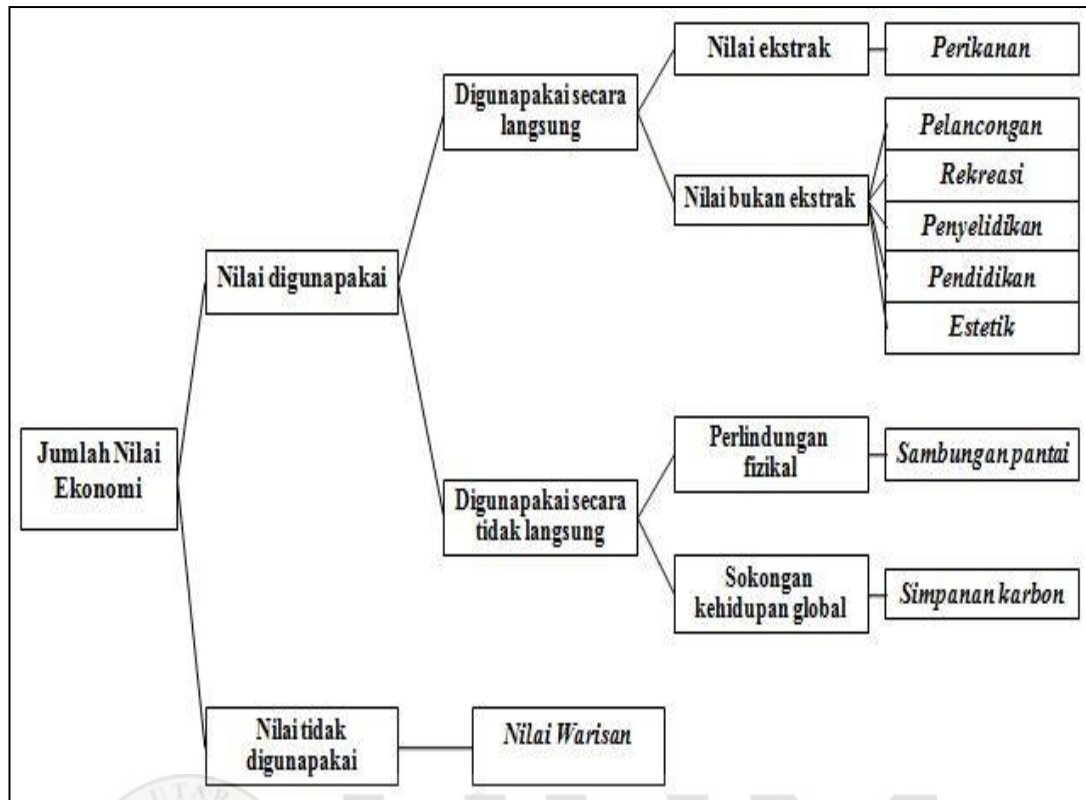 Nilai ekstrak
Perikanan
Digunapakai secara
langsung
Pelancongan
Rekreasi
Nilai bukan ekstrak
Penyelidikan
Pendidikan
Estetik
Nilai digunapakai
Jumlah Nilai
Ekonomi
Perlindungan
fizikal
Sambungan pantai
Digunapakai secara
tidak langsung
Sokongan
kehidupan global
Simpanan karbon
Nilai tidak
digunapakai
Nilai Warisan
UTAR